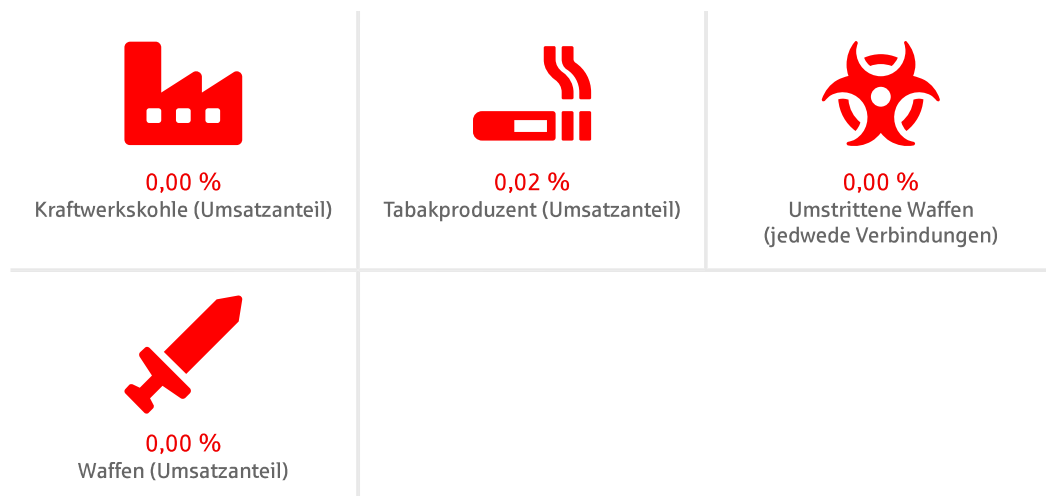 0,00 %
Kraftwerkskohle (Umsatzanteil)
0,02 %
Tabakproduzent (Umsatzanteil)
0,00 %
Umstrittene Waffen
(jedwede Verbindungen)
0,00 %
Waffen (Umsatzanteil)